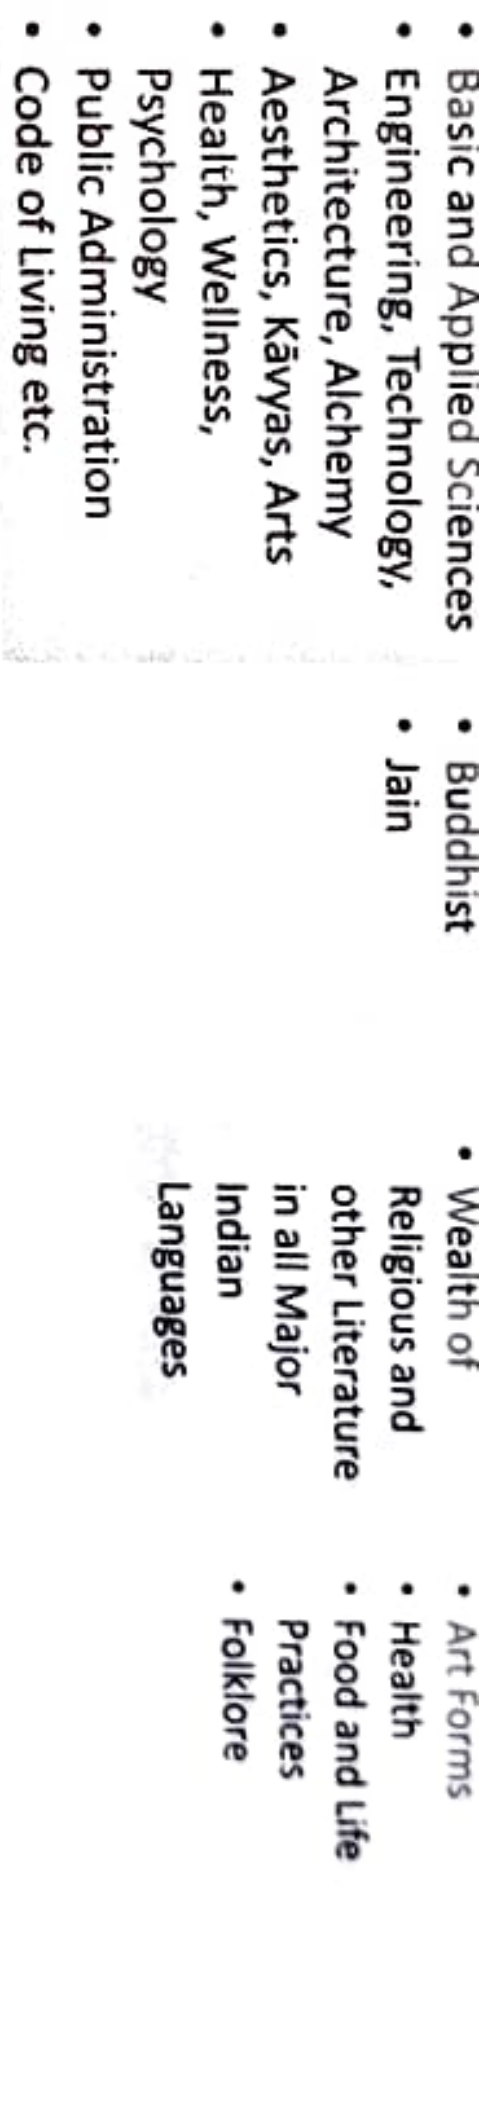 • Basic and Applied Sciences
• Engineering, Technology,
Architecture, Alchemy
• Aesthetics, Kāvyas, Arts
• Health, Wellness,
Psychology
• Public Administration
• Code of Living etc.
• Buddhist
• Jain
• Wealth of
Religious and
other Literature
in all Major
Indian
Languages
• Art Forms
• Health
• Food and Life
Practices
• Folklore